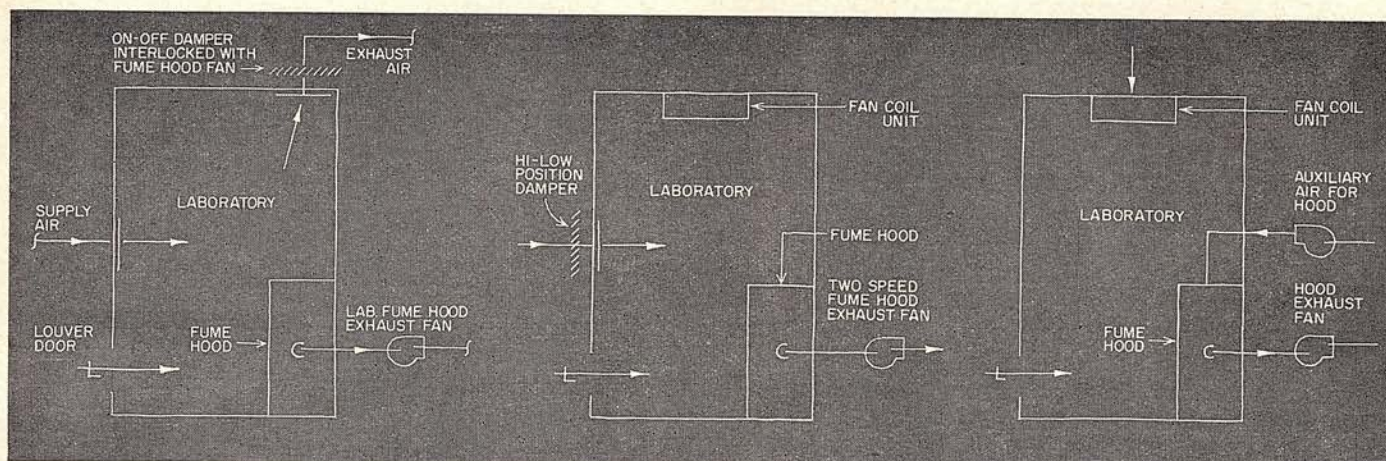 ON-OFF DAMPER
INTERLOCKED WITH
FUME HOOD FAN
EXHAUST
AIR
LABORATORY
SUPPLY
AIR
LOUVER
DOOR
L
FUME
HOOD
LAB. FUME HOOD
EXHAUST FAN
FAN COIL
UNIT
HI-LOW
POSITION
DAMPER
LABORATORY
FUME HOOD
TWO SPEED
FUME HOOD
EXHAUST FAN
L
FAN COIL
UNIT
LABORATORY
AUXILIARY
AIR FOR
HOOD
HOOD
EXHAUST
FAN
FUME
HOOD
L